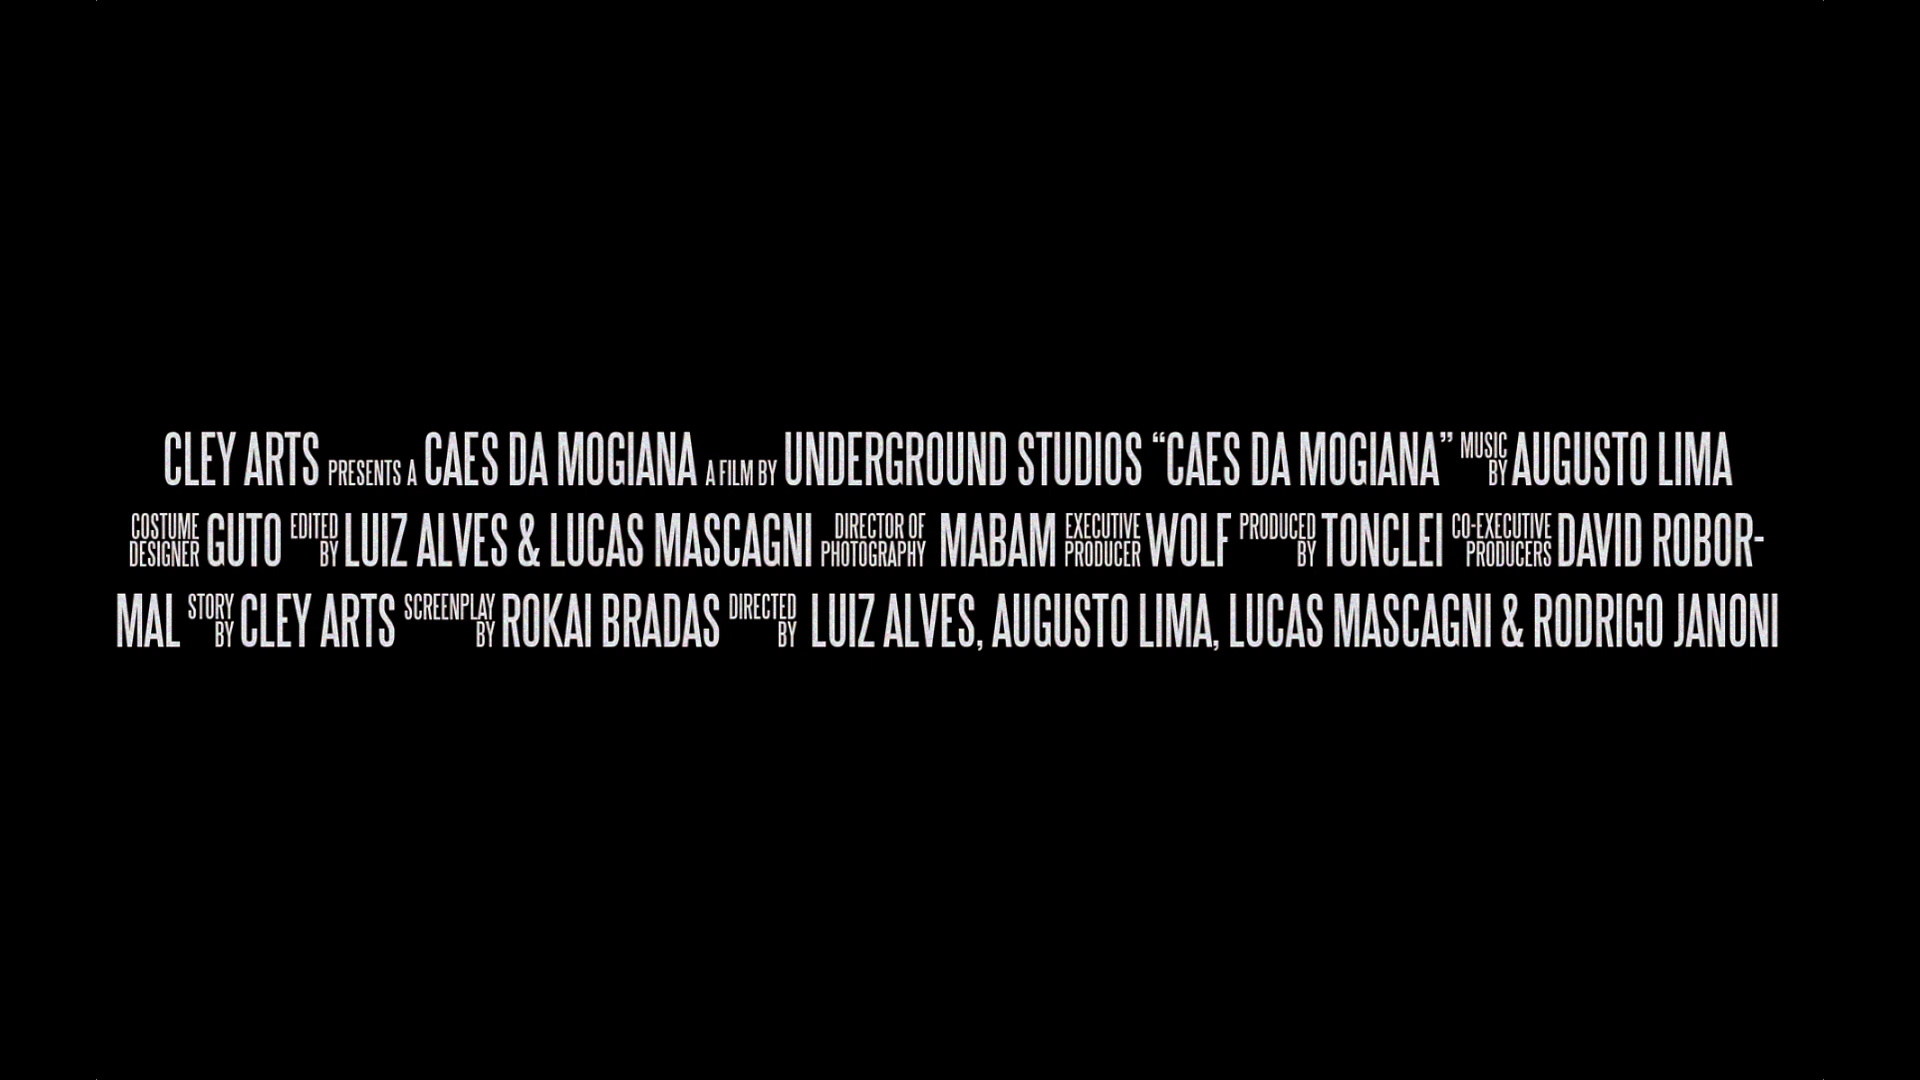 CLEY ARTS PRESENTS A CAES DA MOGIANA A FILM BY UNDERGROUND STUDIOS “CAES DA MOGIANA” MUSIC BY AUGUSTO LIMA
COSTUME DESIGNER GUTO EDITED BY LUIZ ALVES & LUCAS MASCAGNI DIRECTOR OF PHOTOGRAPHY MABAM EXECUTIVE PRODUCER WOLF PRODUCED BY TONCLEI CO-EXECUTIVE PRODUCERS DAVID ROBOR-
MAL STORY BY CLEY ARTS SCREENPLAY BY ROKAI BRADAS DIRECTED BY LUIZ ALVES, AUGUSTO LIMA, LUCAS MASCAGNI & RODRIGO JANONI